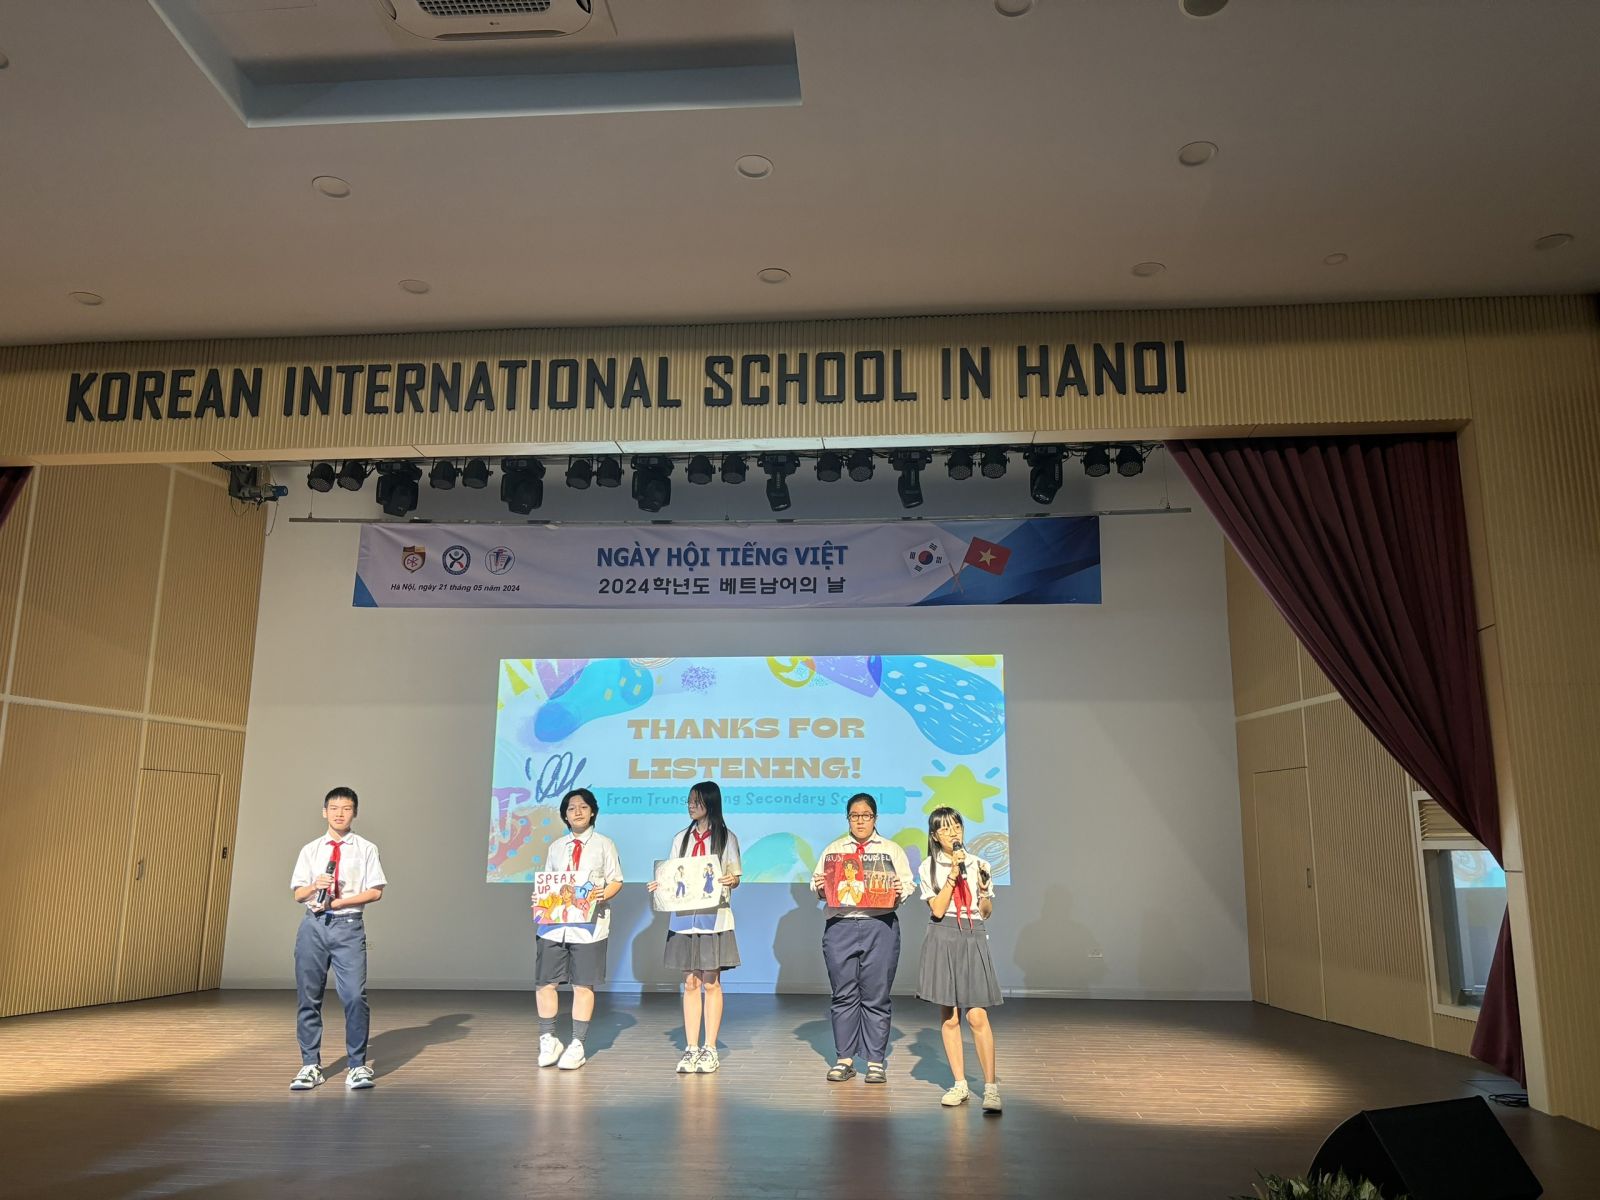 KOREAN INTERNATIONAL SCHOOL IN HANOI
NGÀY HỘI TIẾNG VIỆT
2024학년도 베트남어의 날
Hà Nội, ngày 21 tháng 05 năm 2024
THANKS FOR
LISTENING!
From Secondary
SPEAK
UP